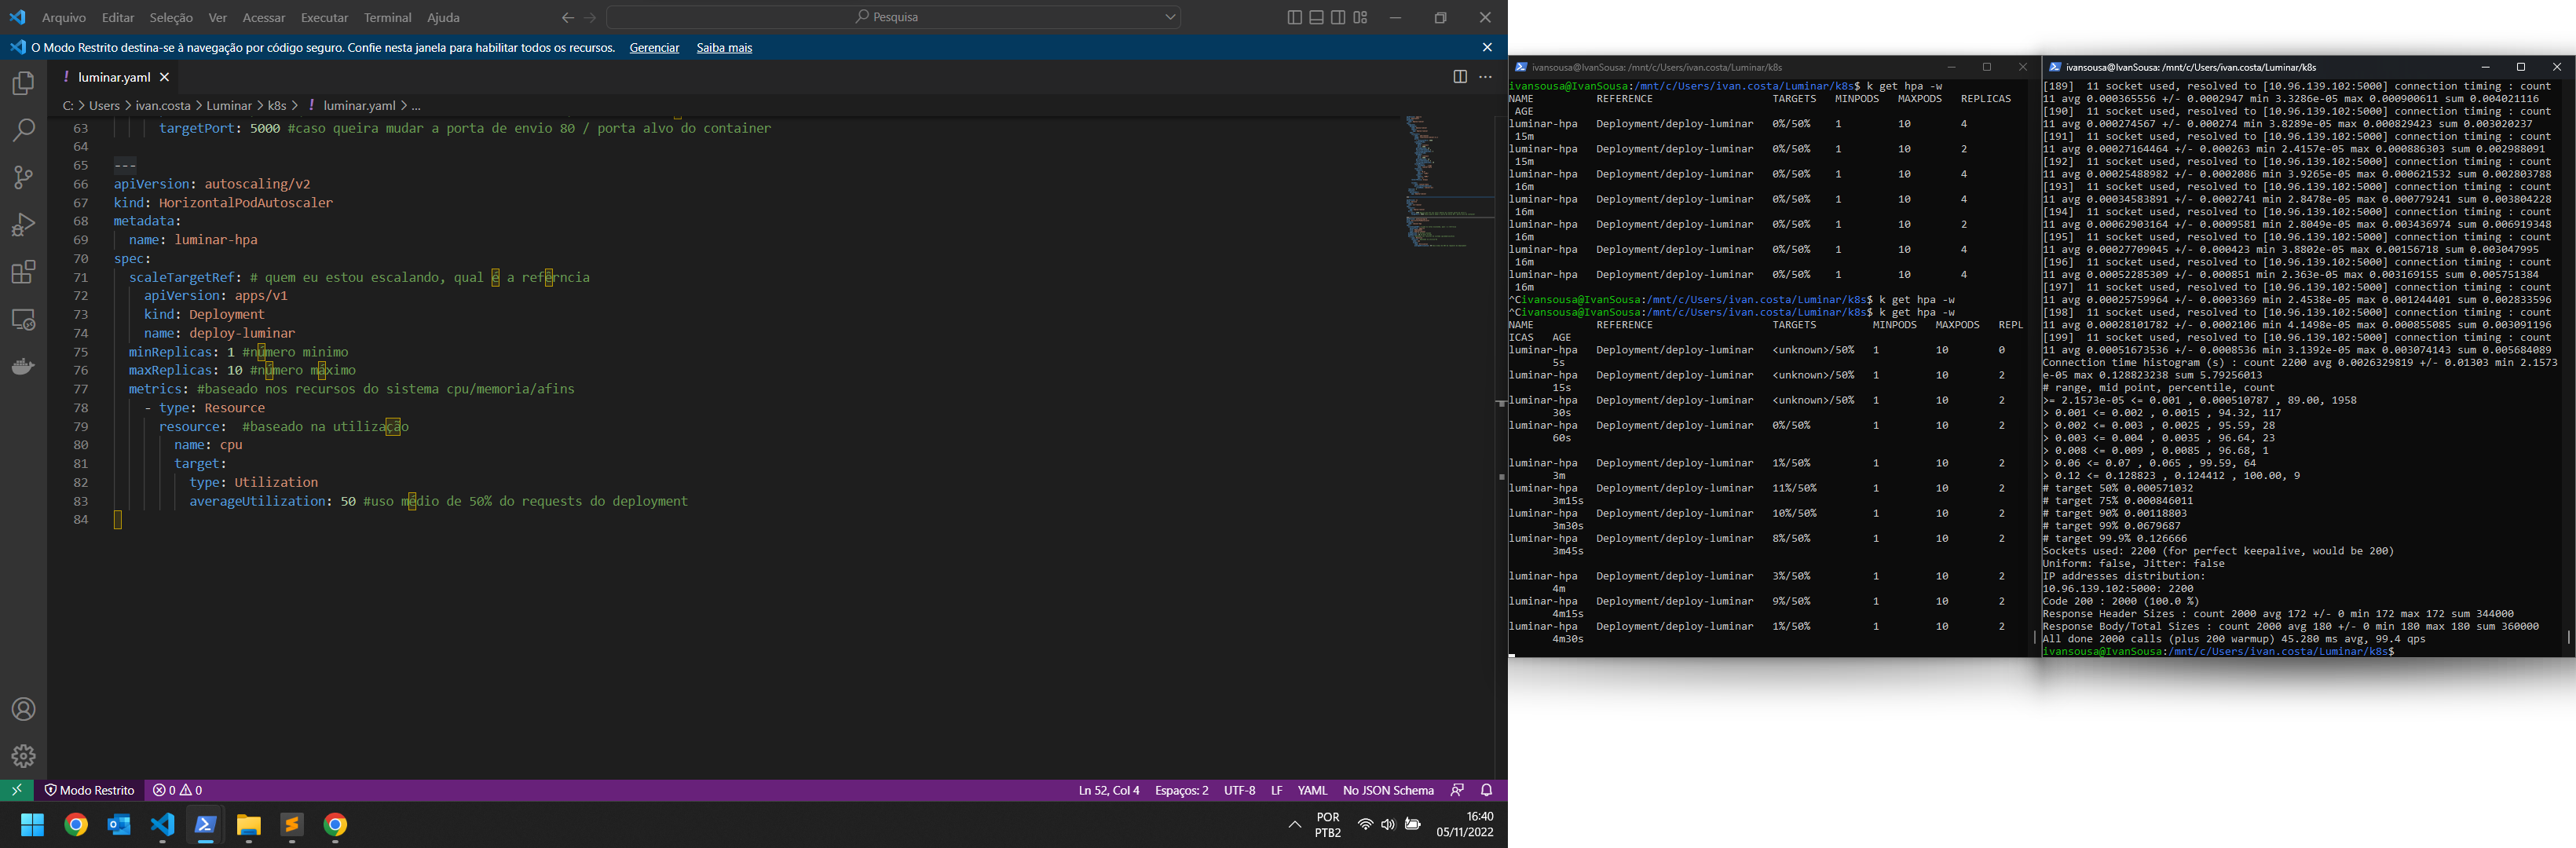 Arquivo Editar Seleção Ver Acessar Executar Terminal Ajuda
Pesquisa
O Modo Restrito destina-se à navegação por código seguro. Confie nesta janela para habilitar todos os recursos. Gerenciar Saiba mais
! luminar.yaml
C: > Users > ivan.costa > Luminar > k8s > ! luminar.yaml > ...
63 targetPort: 5000 #caso queira mudar a porta de envio 80 / porta alvo do container
64
65 ---
66 apiVersion: autoscaling/v2
67 kind: HorizontalPodAutoscaler
68 metadata:
69 name: luminar-hpa
70 spec:
71 scaleTargetRef: # quem eu estou escalando, qual é a refêrncia
72 apiVersion: apps/v1
73 kind: Deployment
74 name: deploy-luminar
75 minReplicas: 1 #número minimo
76 maxReplicas: 10 #número máximo
77 metrics: #baseado nos recursos do sistema cpu/memoria/afins
78 - type: Resource
79 resource: #baseado na utilização
80 name: cpu
81 target:
82 type: Utilization
83 averageUtilization: 50 #uso médio de 50% do requests do deployment
84
Modo Restrito 0 0
Ln 52, Col 4 Espaços: 2 UTF-8 LF YAML No JSON Schema
POR
PTB2
16:40
05/11/2022
ivansousa@IvanSousa: /mnt/c/Users/ivan.costa/Luminar/k8s
ivansousa@IvanSousa:/mnt/c/Users/ivan.costa/Luminar/k8s$ k get hpa -w
NAME REFERENCE TARGETS MINPODS MAXPODS REPLICAS
AGE
luminar-hpa Deployment/deploy-luminar 0%/50% 1 10 4
15m
luminar-hpa Deployment/deploy-luminar 0%/50% 1 10 2
15m
luminar-hpa Deployment/deploy-luminar 0%/50% 1 10 4
16m
luminar-hpa Deployment/deploy-luminar 0%/50% 1 10 4
16m
luminar-hpa Deployment/deploy-luminar 0%/50% 1 10 2
16m
luminar-hpa Deployment/deploy-luminar 0%/50% 1 10 4
16m
luminar-hpa Deployment/deploy-luminar 0%/50% 1 10 4
16m
^Civansousa@IvanSousa:/mnt/c/Users/ivan.costa/Luminar/k8s$ k get hpa -w
^Civansousa@IvanSousa:/mnt/c/Users/ivan.costa/Luminar/k8s$ k get hpa -w
NAME REFERENCE TARGETS MINPODS MAXPODS REPL
ICAS AGE
luminar-hpa Deployment/deploy-luminar <unknown>/50% 1 10 0
5s
luminar-hpa Deployment/deploy-luminar <unknown>/50% 1 10 2
15s
luminar-hpa Deployment/deploy-luminar <unknown>/50% 1 10 2
30s
luminar-hpa Deployment/deploy-luminar 0%/50% 1 10 2
60s
luminar-hpa Deployment/deploy-luminar 1%/50% 1 10 2
3m
luminar-hpa Deployment/deploy-luminar 11%/50% 1 10 2
3m15s
luminar-hpa Deployment/deploy-luminar 10%/50% 1 10 2
3m30s
luminar-hpa Deployment/deploy-luminar 8%/50% 1 10 2
3m45s
luminar-hpa Deployment/deploy-luminar 3%/50% 1 10 2
4m
luminar-hpa Deployment/deploy-luminar 9%/50% 1 10 2
4m15s
luminar-hpa Deployment/deploy-luminar 1%/50% 1 10 2
4m30s
ivansousa@IvanSousa: /mnt/c/Users/ivan.costa/Luminar/k8s
[189] 11 socket used, resolved to [10.96.139.102:5000] connection timing : count
11 avg 0.000365556 +/- 0.0002947 min 3.3286e-05 max 0.000900611 sum 0.004021116
[190] 11 socket used, resolved to [10.96.139.102:5000] connection timing : count
11 avg 0.000274567 +/- 0.000274 min 3.8289e-05 max 0.000829423 sum 0.003020237
[191] 11 socket used, resolved to [10.96.139.102:5000] connection timing : count
11 avg 0.00027164464 +/- 0.000263 min 2.4157e-05 max 0.000886303 sum 0.002988091
[192] 11 socket used, resolved to [10.96.139.102:5000] connection timing : count
11 avg 0.00025488982 +/- 0.0002086 min 3.9265e-05 max 0.000621532 sum 0.002803788
[193] 11 socket used, resolved to [10.96.139.102:5000] connection timing : count
11 avg 0.00034583891 +/- 0.0002741 min 2.8478e-05 max 0.000779241 sum 0.003804228
[194] 11 socket used, resolved to [10.96.139.102:5000] connection timing : count
11 avg 0.00062903164 +/- 0.0009581 min 2.8049e-05 max 0.003436974 sum 0.006919348
[195] 11 socket used, resolved to [10.96.139.102:5000] connection timing : count
11 avg 0.00027709045 +/- 0.000423 min 3.8802e-05 max 0.00156718 sum 0.003047995
[196] 11 socket used, resolved to [10.96.139.102:5000] connection timing : count
11 avg 0.00052285309 +/- 0.000851 min 2.363e-05 max 0.003169155 sum 0.005751384
[197] 11 socket used, resolved to [10.96.139.102:5000] connection timing : count
11 avg 0.00025759964 +/- 0.0003369 min 2.4538e-05 max 0.001244401 sum 0.002833596
[198] 11 socket used, resolved to [10.96.139.102:5000] connection timing : count
11 avg 0.00028101782 +/- 0.0002106 min 4.1498e-05 max 0.000855085 sum 0.003091196
[199] 11 socket used, resolved to [10.96.139.102:5000] connection timing : count
11 avg 0.00051673536 +/- 0.0008536 min 3.1392e-05 max 0.003074143 sum 0.005684089
Connection time histogram (s) : count 2200 avg 0.0026329819 +/- 0.01303 min 2.1573
e-05 max 0.128823238 sum 5.79256013
# range, mid point, percentile, count
>= 2.1573e-05 <= 0.001 , 0.000510787 , 89.00, 1958
> 0.001 <= 0.002 , 0.0015 , 94.32, 117
> 0.002 <= 0.003 , 0.0025 , 95.59, 28
> 0.003 <= 0.004 , 0.0035 , 96.64, 23
> 0.008 <= 0.009 , 0.0085 , 96.68, 1
> 0.06 <= 0.07 , 0.065 , 99.59, 64
> 0.12 <= 0.128823 , 0.124412 , 100.00, 9
# target 50% 0.000571032
# target 75% 0.000846011
# target 90% 0.00118803
# target 99% 0.0679687
# target 99.9% 0.126666
Sockets used: 2200 (for perfect keepalive, would be 200)
Uniform: false, Jitter: false
IP addresses distribution:
10.96.139.102:5000: 2200
Code 200 : 2000 (100.0 %)
Response Header Sizes : count 2000 avg 172 +/- 0 min 172 max 172 sum 344000
Response Body/Total Sizes : count 2000 avg 180 +/- 0 min 180 max 180 sum 360000
All done 2000 calls (plus 200 warmup) 45.280 ms avg, 99.4 qps
ivansousa@IvanSousa:/mnt/c/Users/ivan.costa/Luminar/k8s$